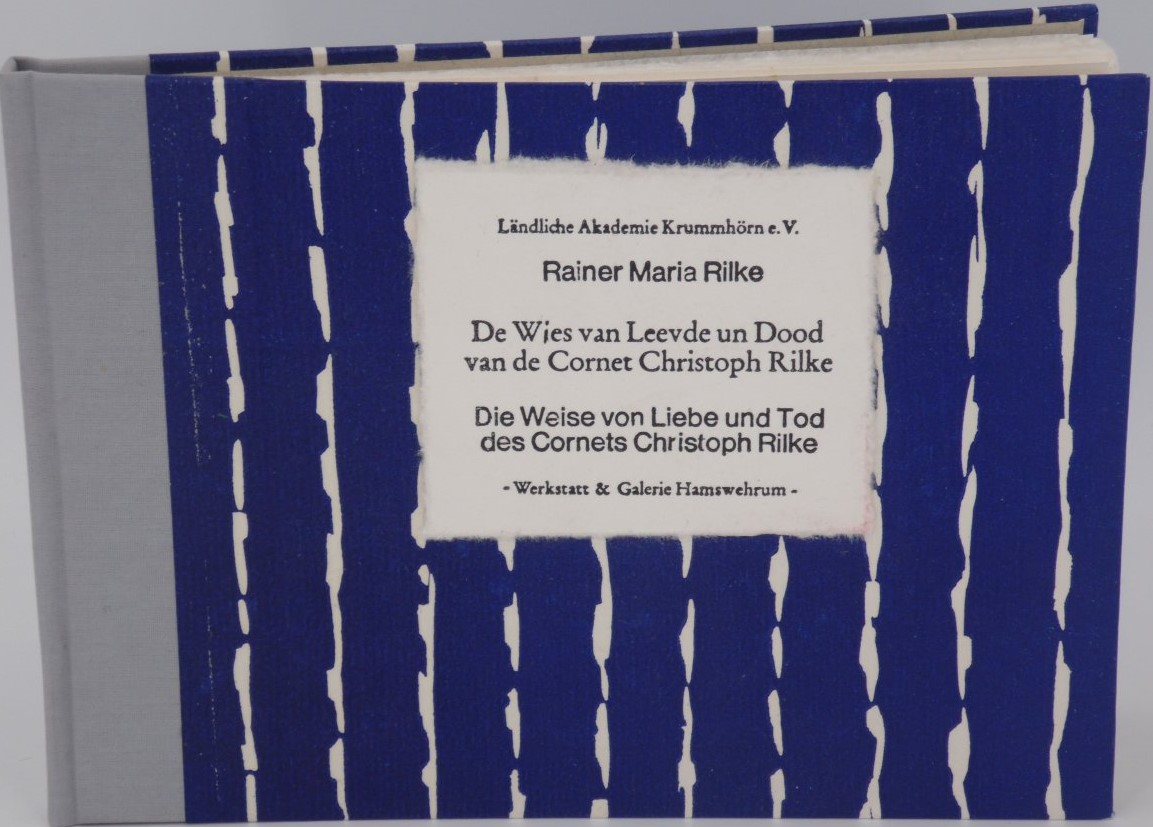 Ländliche Akademie Krummhörn e. V.
Rainer Maria Rilke
De Wies van Leevde un Dood
van de Cornet Christoph Rilke
Die Weise von Liebe und Tod
des Cornets Christoph Rilke
- Werkstatt & Galerie Hamswehrum -